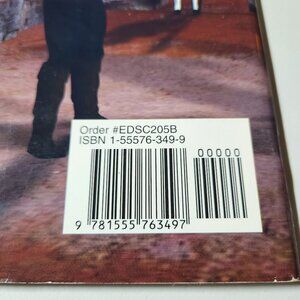 Order #EDSC205B
ISBN 1-55576-349-9
00000
9 781555 763497